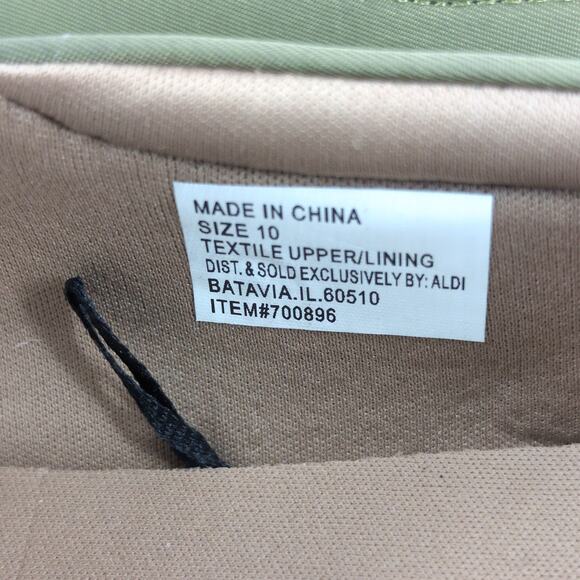 MADE IN CHINA
SIZE 10
TEXTILE UPPER/LINING
DIST. & SOLD EXCLUSIVELY BY: ALDI
BATAVIA.IL.60510
ITEM#700896